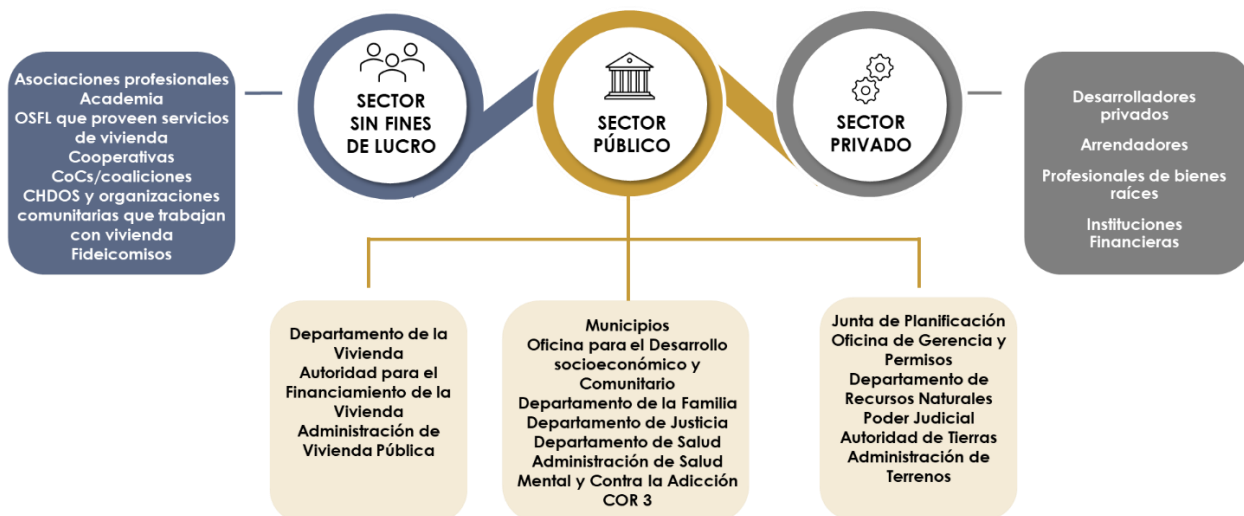 Asociaciones profesionales
Academia
OSFL que proveen servicios
de vivienda
Cooperativas
CoCs/coaliciones
CHDOS y organizaciones
comunitarias que trabajan
con vivienda
Fideicomisos
SECTOR
SIN FINES
DE LUCRO
SECTOR
PÚBLICO
SECTOR
PRIVADO
Desarrolladores
privados
Arrendadores
Profesionales de bienes
raíces
Instituciones
Financieras
Departamento de la
Vivienda
Autoridad para el
Financiamiento de la
Vivienda
Administración de
Vivienda Pública
Municipios
Oficina para el Desarrollo
socioeconómico y
Comunitario
Departamento de la Familia
Departamento de Justicia
Departamento de Salud
Administración de Salud
Mental y Contra la Adicción
COR 3
Junta de Planificación
Oficina de Gerencia y
Permisos
Departamento de
Recursos Naturales
Poder Judicial
Autoridad de Tierras
Administración de
Terrenos